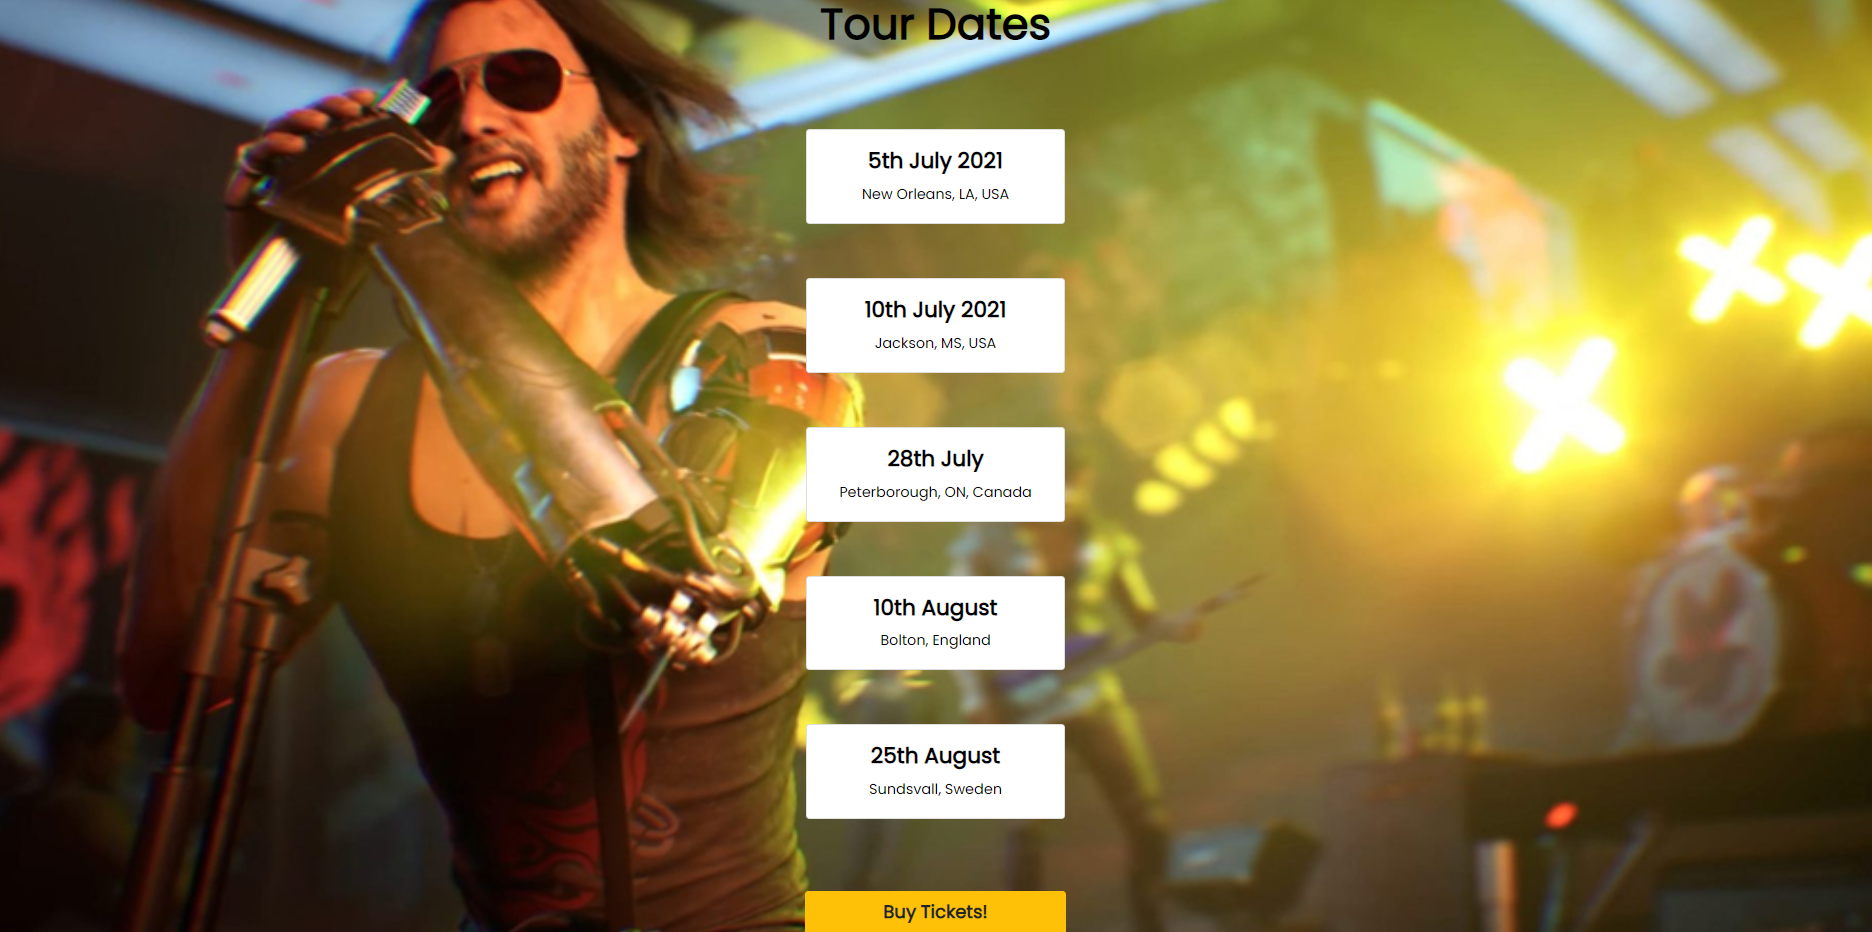 Tour Dates
5th July 2021
New Orleans, LA, USA
10th July 2021
Jackson, MS, USA
28th July
Peterborough, ON, Canada
10th August
Bolton, England
25th August
Sundsvall, Sweden
Buy Tickets!